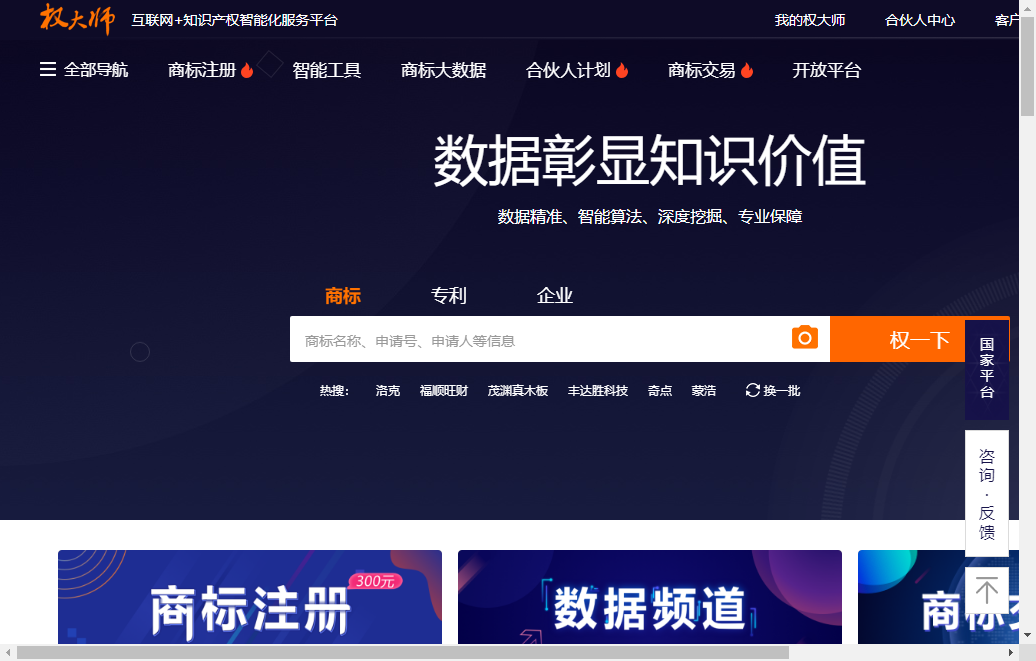 权大师 互联网+知识产权智能化服务平台 我的权大师 合伙人中心 客户
全部导航 商标注册 智能工具 商标大数据 合伙人计划 商标交易 开放平台
数据彰显知识价值
数据精准、智能算法、深度挖掘、专业保障
商标 专利 企业
商标名称、申请号、申请人等信息 权一下
国家平台
热搜： 洛克 福顺旺财 茂渊真木板 丰达胜科技 奇点 蒙浩 换一批
咨询·反馈
商标注册 300元
数据频道
商标交